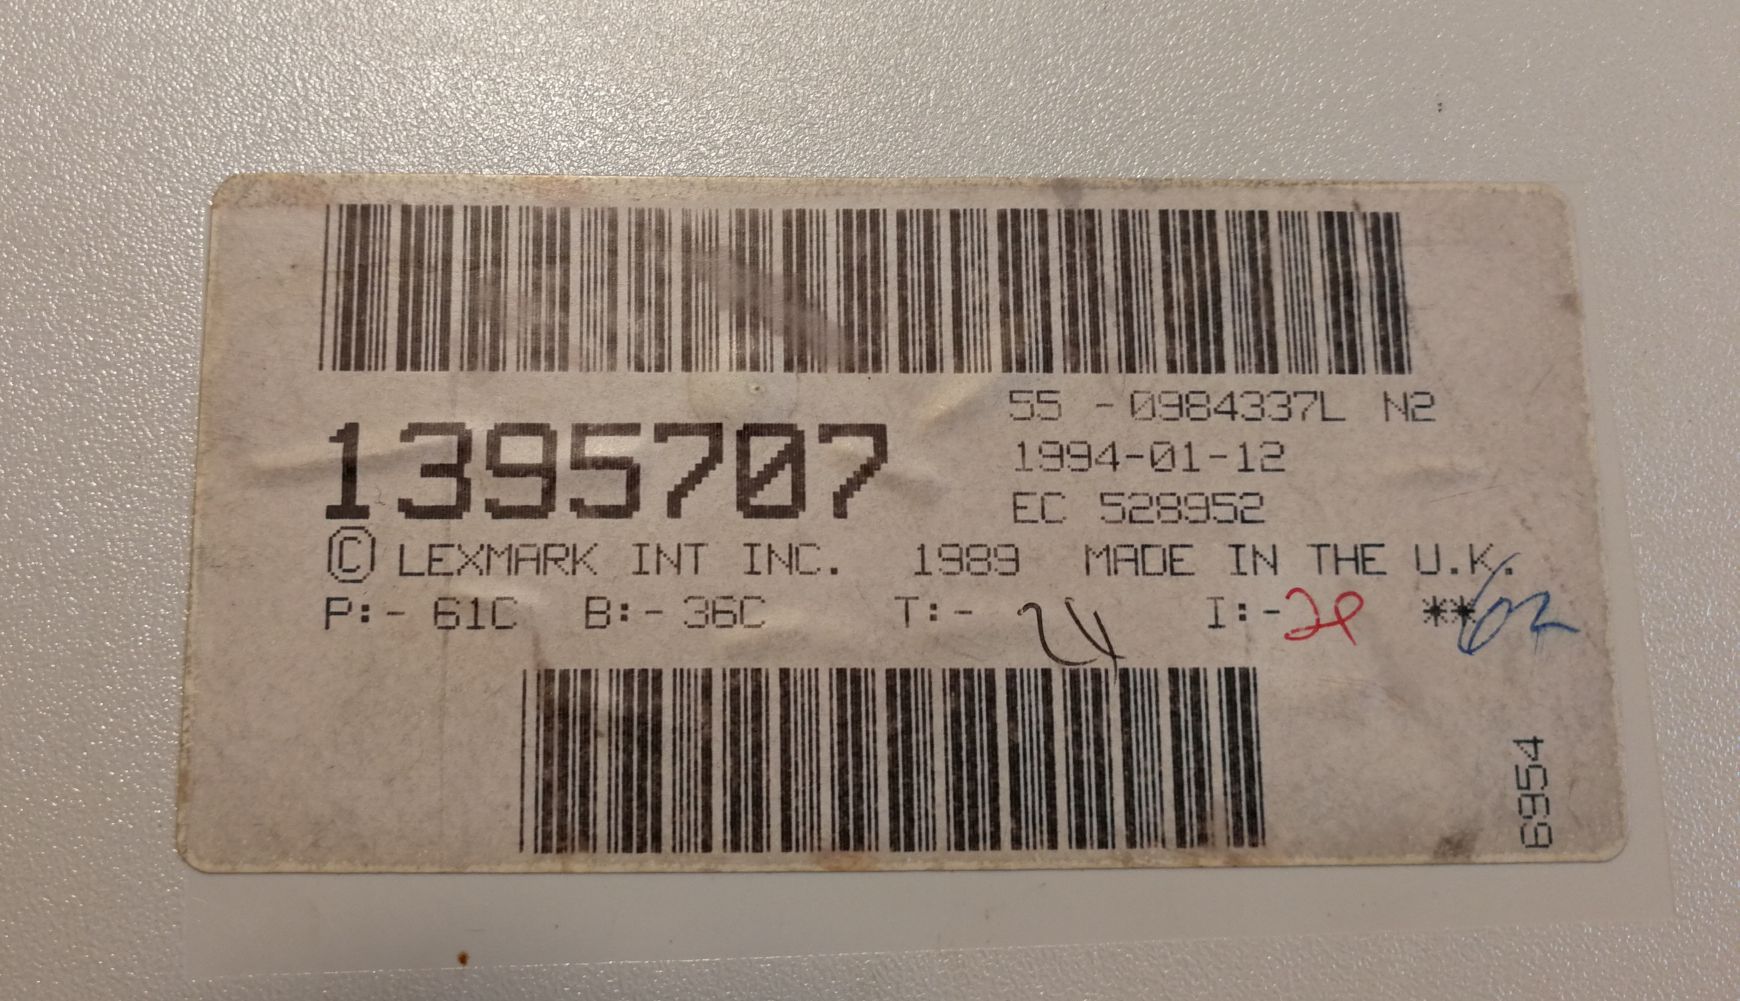 55 -0984337L N2
1395707
1994-01-12
EC 528952
© LEXMARK INT INC. 1989 MADE IN THE U.K.
P:- 61C B:- 36C T:- 24 I:- **
6954